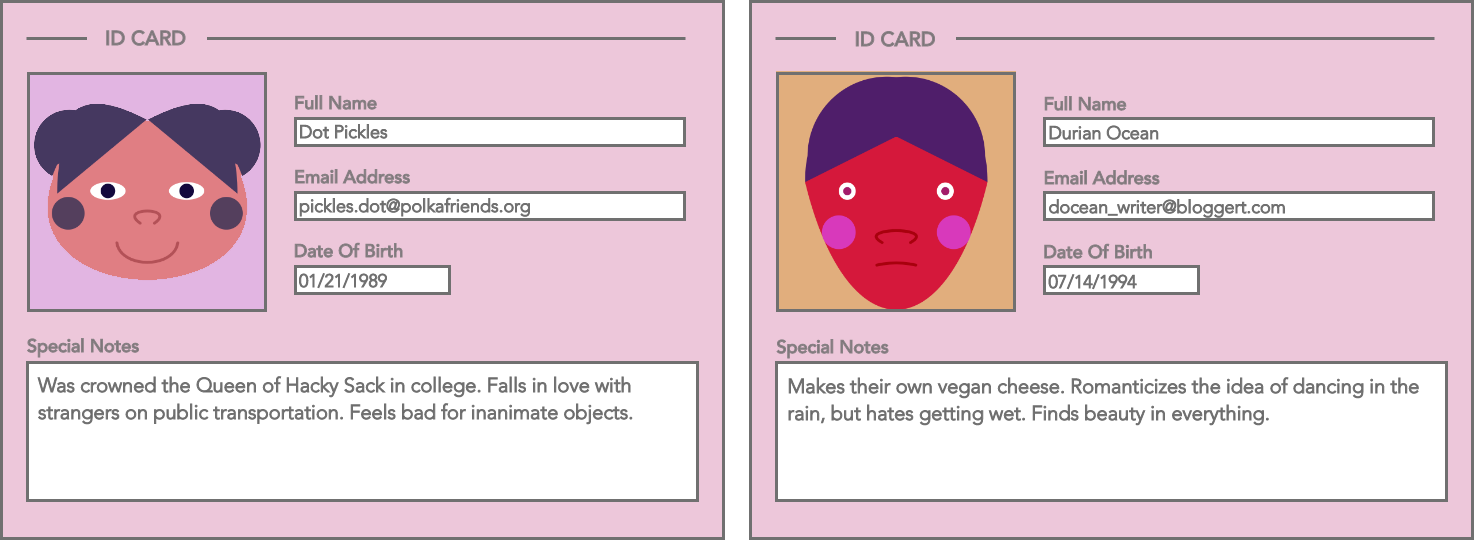 ID CARD
Full Name
Dot Pickles
Email Address
pickles.dot@polkafriends.org
Date Of Birth
01/21/1989
Special Notes
Was crowned the Queen of Hacky Sack in college. Falls in love with
strangers on public transportation. Feels bad for inanimate objects.
ID CARD
Full Name
Durian Ocean
Email Address
docean_writer@bloggert.com
Date Of Birth
07/14/1994
Special Notes
Makes their own vegan cheese. Romanticizes the idea of dancing in the
rain, but hates getting wet. Finds beauty in everything.